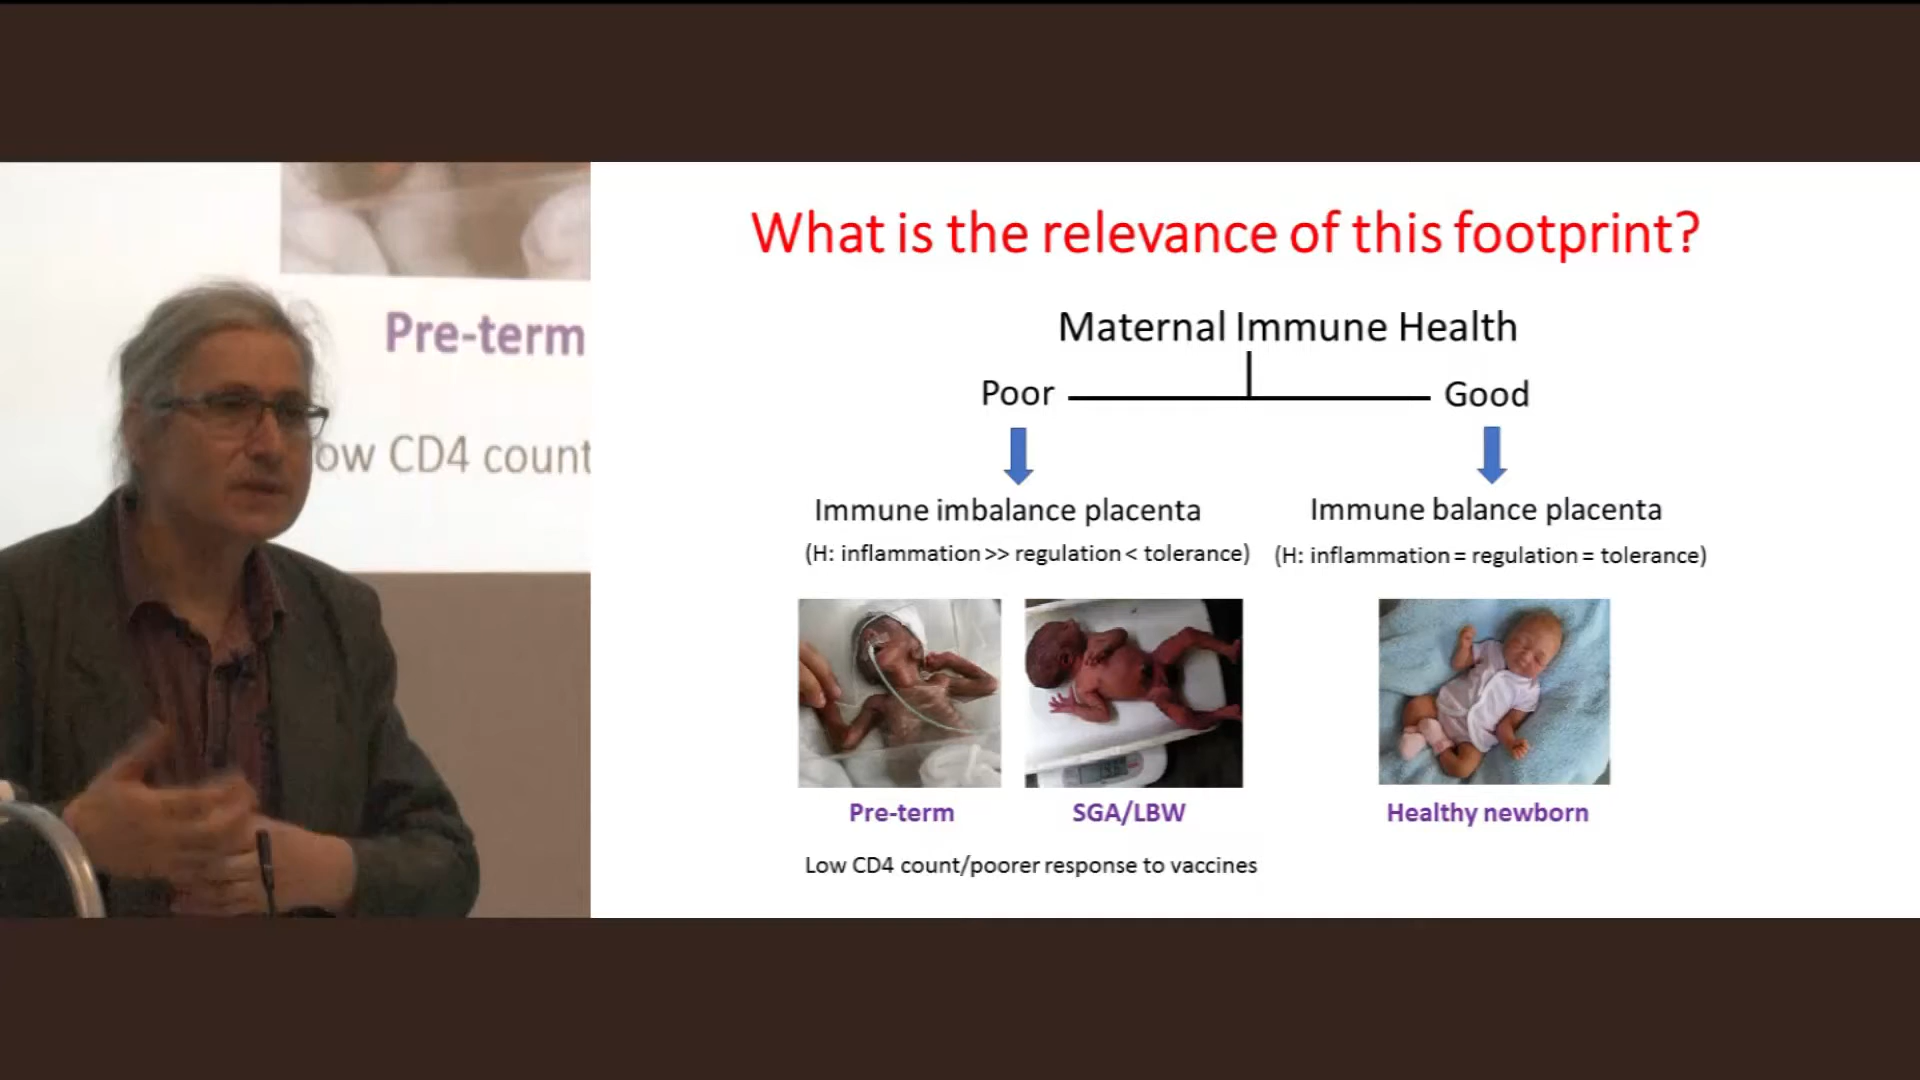 Pre-term
ow CD4 count
What is the relevance of this footprint?
Maternal Immune Health
Poor
Good
Immune imbalance placenta
Immune balance placenta
(H: inflammation >> regulation < tolerance)
(H: inflammation = regulation = tolerance)
Pre-term
SGA/LBW
Healthy newborn
Low CD4 count/poorer response to vaccines